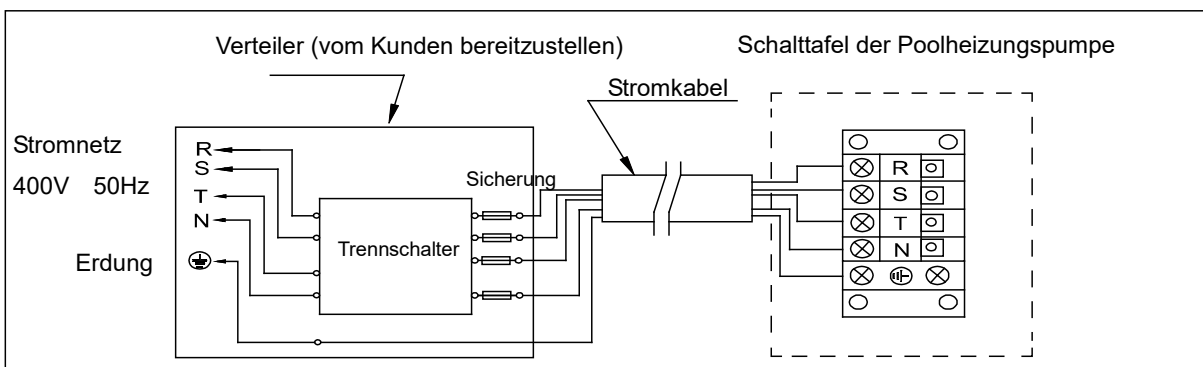 Verteiler (vom Kunden bereitzustellen)
Schalttafel der Poolheizungspumpe
Stromkabel
Stromnetz
400V 50Hz
Erdung
R
S
T
N
Sicherung
Trennschalter
R
S
T
N